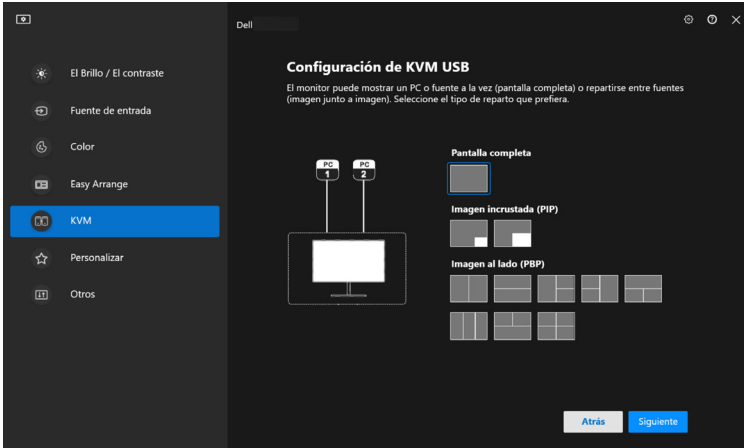 Dell
Configuración de KVM USB
El monitor puede mostrar un PC o fuente a la vez (pantalla completa) o repartirse entre fuentes
(imagen junto a imagen). Seleccione el tipo de reparto que prefiera.
El Brillo / El contraste
Fuente de entrada
Color
Easy Arrange
KVM
Personalizar
Otros
PC
1
PC
2
Pantalla completa
Imagen incrustada (PIP)
Imagen al lado (PBP)
Atrás
Siguiente